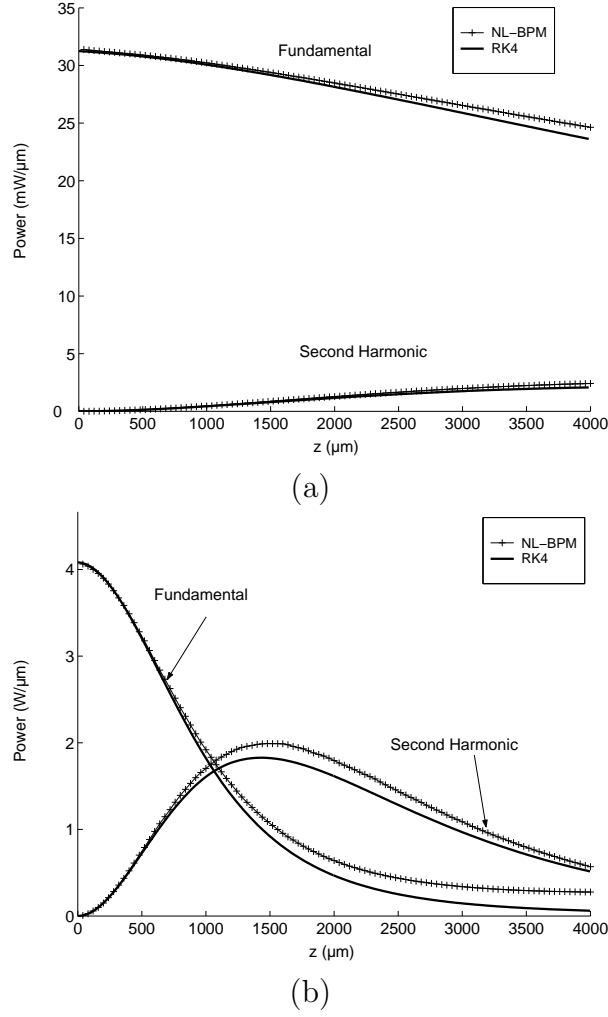 35
30
25
20
15
10
5
0
Power (mW/μm)
Fundamental
NL−BPM
RK4
Second Harmonic
0 500 1000 1500 2000 2500 3000 3500 4000
z (μm)
(a)
4
3
2
1
0
Power (W/μm)
NL−BPM
RK4
Fundamental
Second Harmonic
0 500 1000 1500 2000 2500 3000 3500 4000
z (μm)
(b)